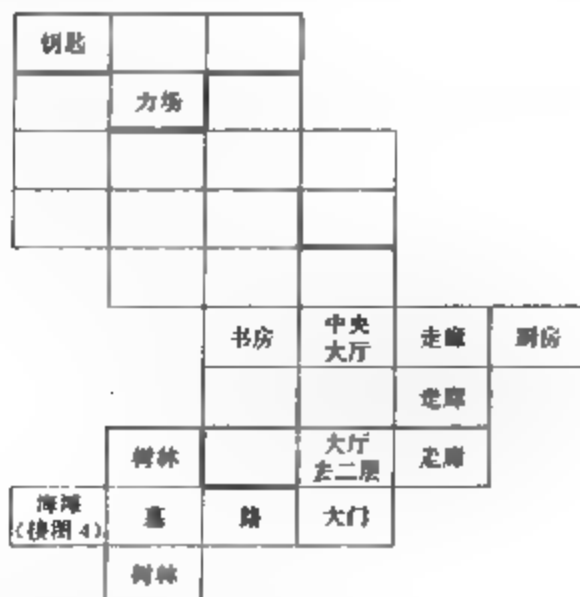 钥匙
力场
书房
中央
大厅
走廊
厨房
走廊
树林
大厅
去二层
走廊
海滩
(接图 4)
墓
路
大门
树林